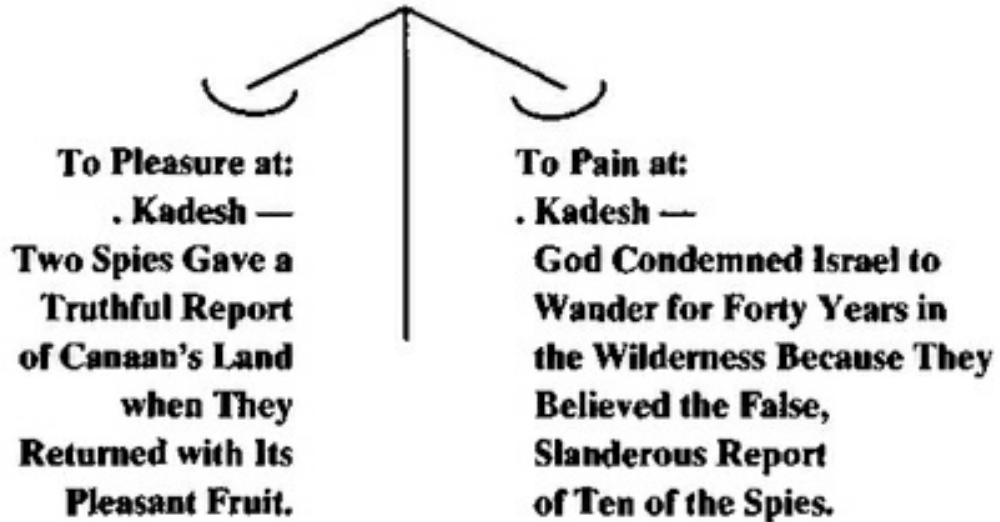 To Pleasure at:
. Kadesh —
Two Spies Gave a
Truthful Report
of Canaan's Land
when They
Returned with Its
Pleasant Fruit.
To Pain at:
. Kadesh —
God Condemned Israel to
Wander for Forty Years in
the Wilderness Because They
Believed the False,
Slanderous Report
of Ten of the Spies.